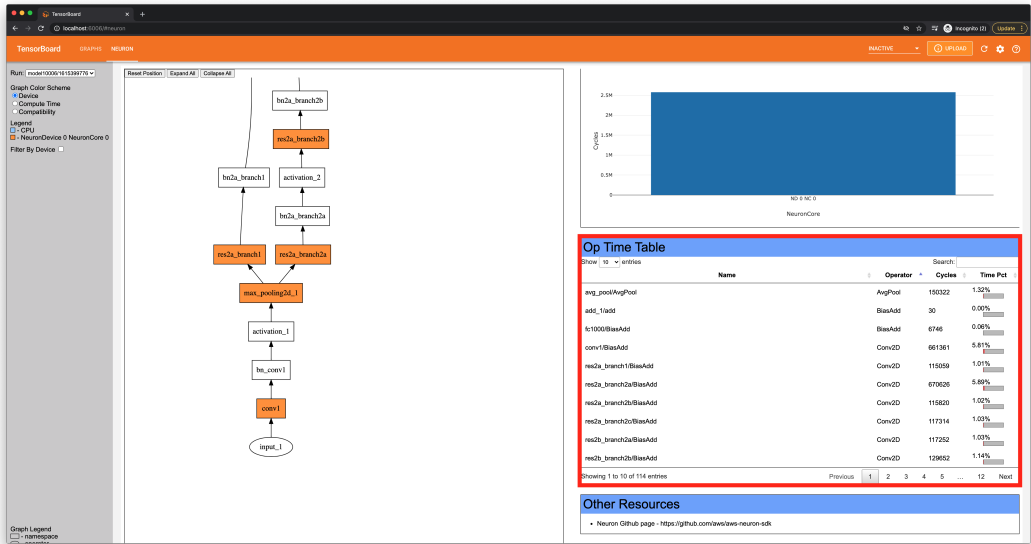 TensorBoard
localhost:6006/#neuron
Incognito (2)
Update
TensorBoard
GRAPHS
NEURON
INACTIVE
UPLOAD
Run: model10006/1615399776
Graph Color Scheme
Device
Compute Time
Compatibility
Legend
- CPU
- NeuronDevice 0 NeuronCore 0
Filter By Device
Graph Legend
- namespace
Reset Position Expand All Collapse All
bn2a_branch2b
res2a_branch2b
bn2a_branch1 activation_2
bn2a_branch2a
res2a_branch1 res2a_branch2a
max_pooling2d_1
activation_1
bn_conv1
conv1
input_1
2.5M
2M
1.5M
1M
0.5M
0
Cycles
ND 0 NC 0
NeuronCore
Op Time Table
Show 10 entries Search:
Name Operator Cycles Time Pct
avg_pool/AvgPool AvgPool 150322 1.32%
add_1/add BiasAdd 30 0.00%
fc1000/BiasAdd BiasAdd 6746 0.06%
conv1/BiasAdd Conv2D 661361 5.81%
res2a_branch1/BiasAdd Conv2D 115059 1.01%
res2a_branch2a/BiasAdd Conv2D 670626 5.89%
res2a_branch2b/BiasAdd Conv2D 115820 1.02%
res2a_branch2c/BiasAdd Conv2D 117314 1.03%
res2b_branch2a/BiasAdd Conv2D 117252 1.03%
res2b_branch2b/BiasAdd Conv2D 129652 1.14%
Showing 1 to 10 of 114 entries Previous 1 2 3 4 5 … 12 Next
Other Resources
• Neuron Github page - https://github.com/aws/aws-neuron-sdk